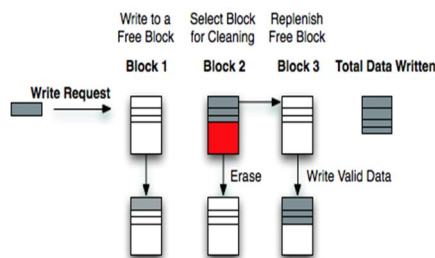 Write to a
Free Block
Select Block
for Cleaning
Replenish
Free Block
Block 1
Block 2
Block 3
Total Data Written
Write Request
Erase
Write Valid Data